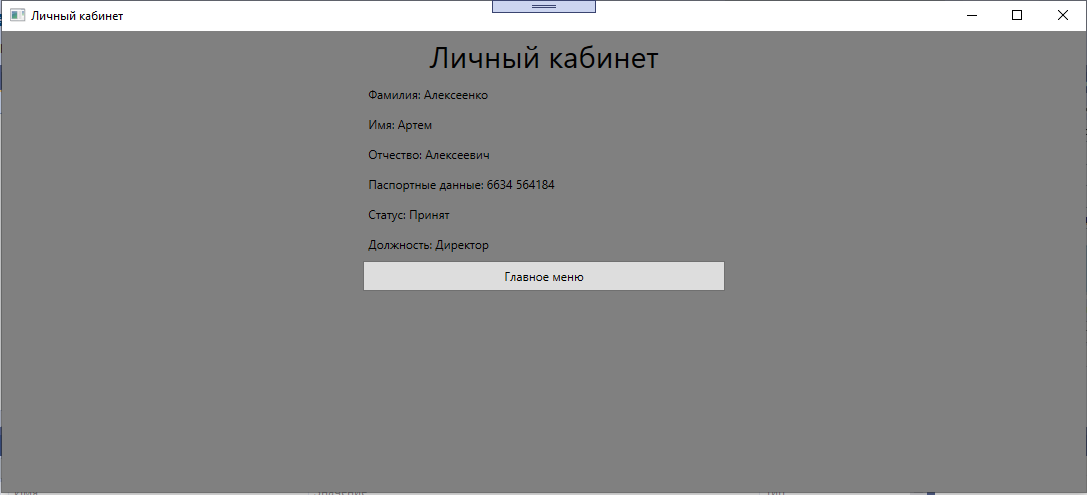 Личный кабинет
Личный кабинет
Фамилия: Алексеенко
Имя: Артем
Отчество: Алексеевич
Паспортные данные: 6634 564184
Статус: Принят
Должность: Директор
Главное меню